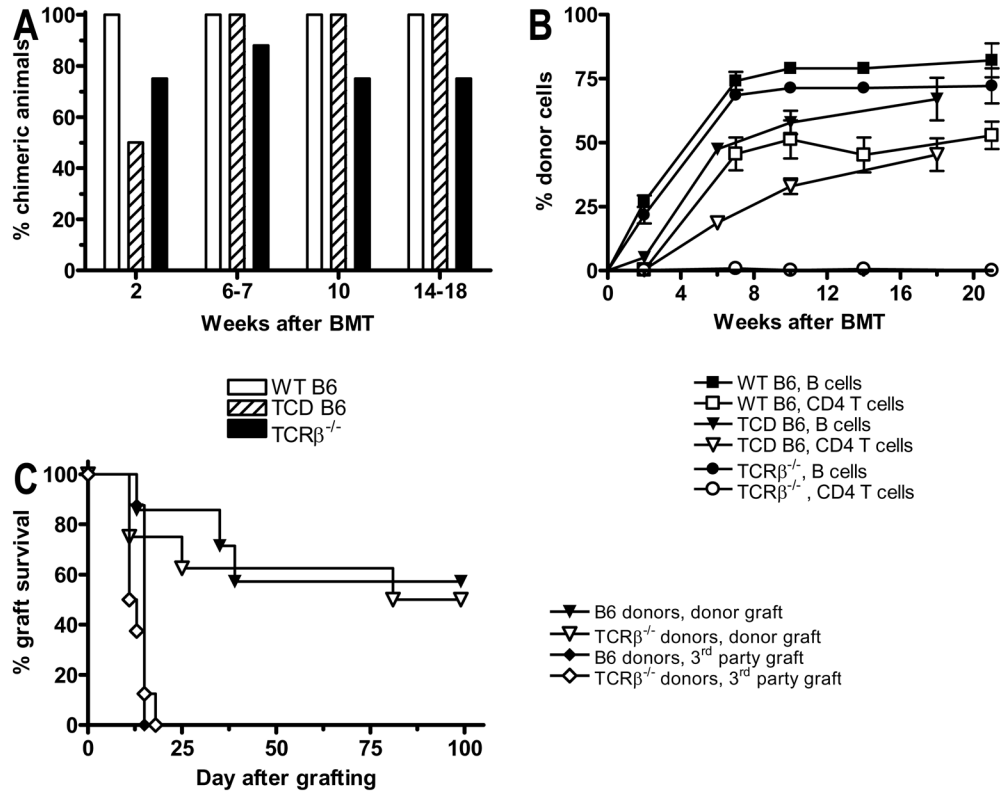 A
% chimeric animals
100
80
60
40
20
0
2
6-7
10
14-18
Weeks after BMT
WT B6
TCD B6
TCRβ-/-
B
% donor cells
100
75
50
25
0
0
4
8
12
16
20
Weeks after BMT
WT B6, B cells
WT B6, CD4 T cells
TCD B6, B cells
TCD B6, CD4 T cells
TCRβ-/-, B cells
TCRβ-/- , CD4 T cells
C
% graft survival
100
80
60
40
20
0
0
25
50
75
100
Day after grafting
B6 donors, donor graft
TCRβ-/- donors, donor graft
B6 donors, 3rd party graft
TCRβ-/- donors, 3rd party graft